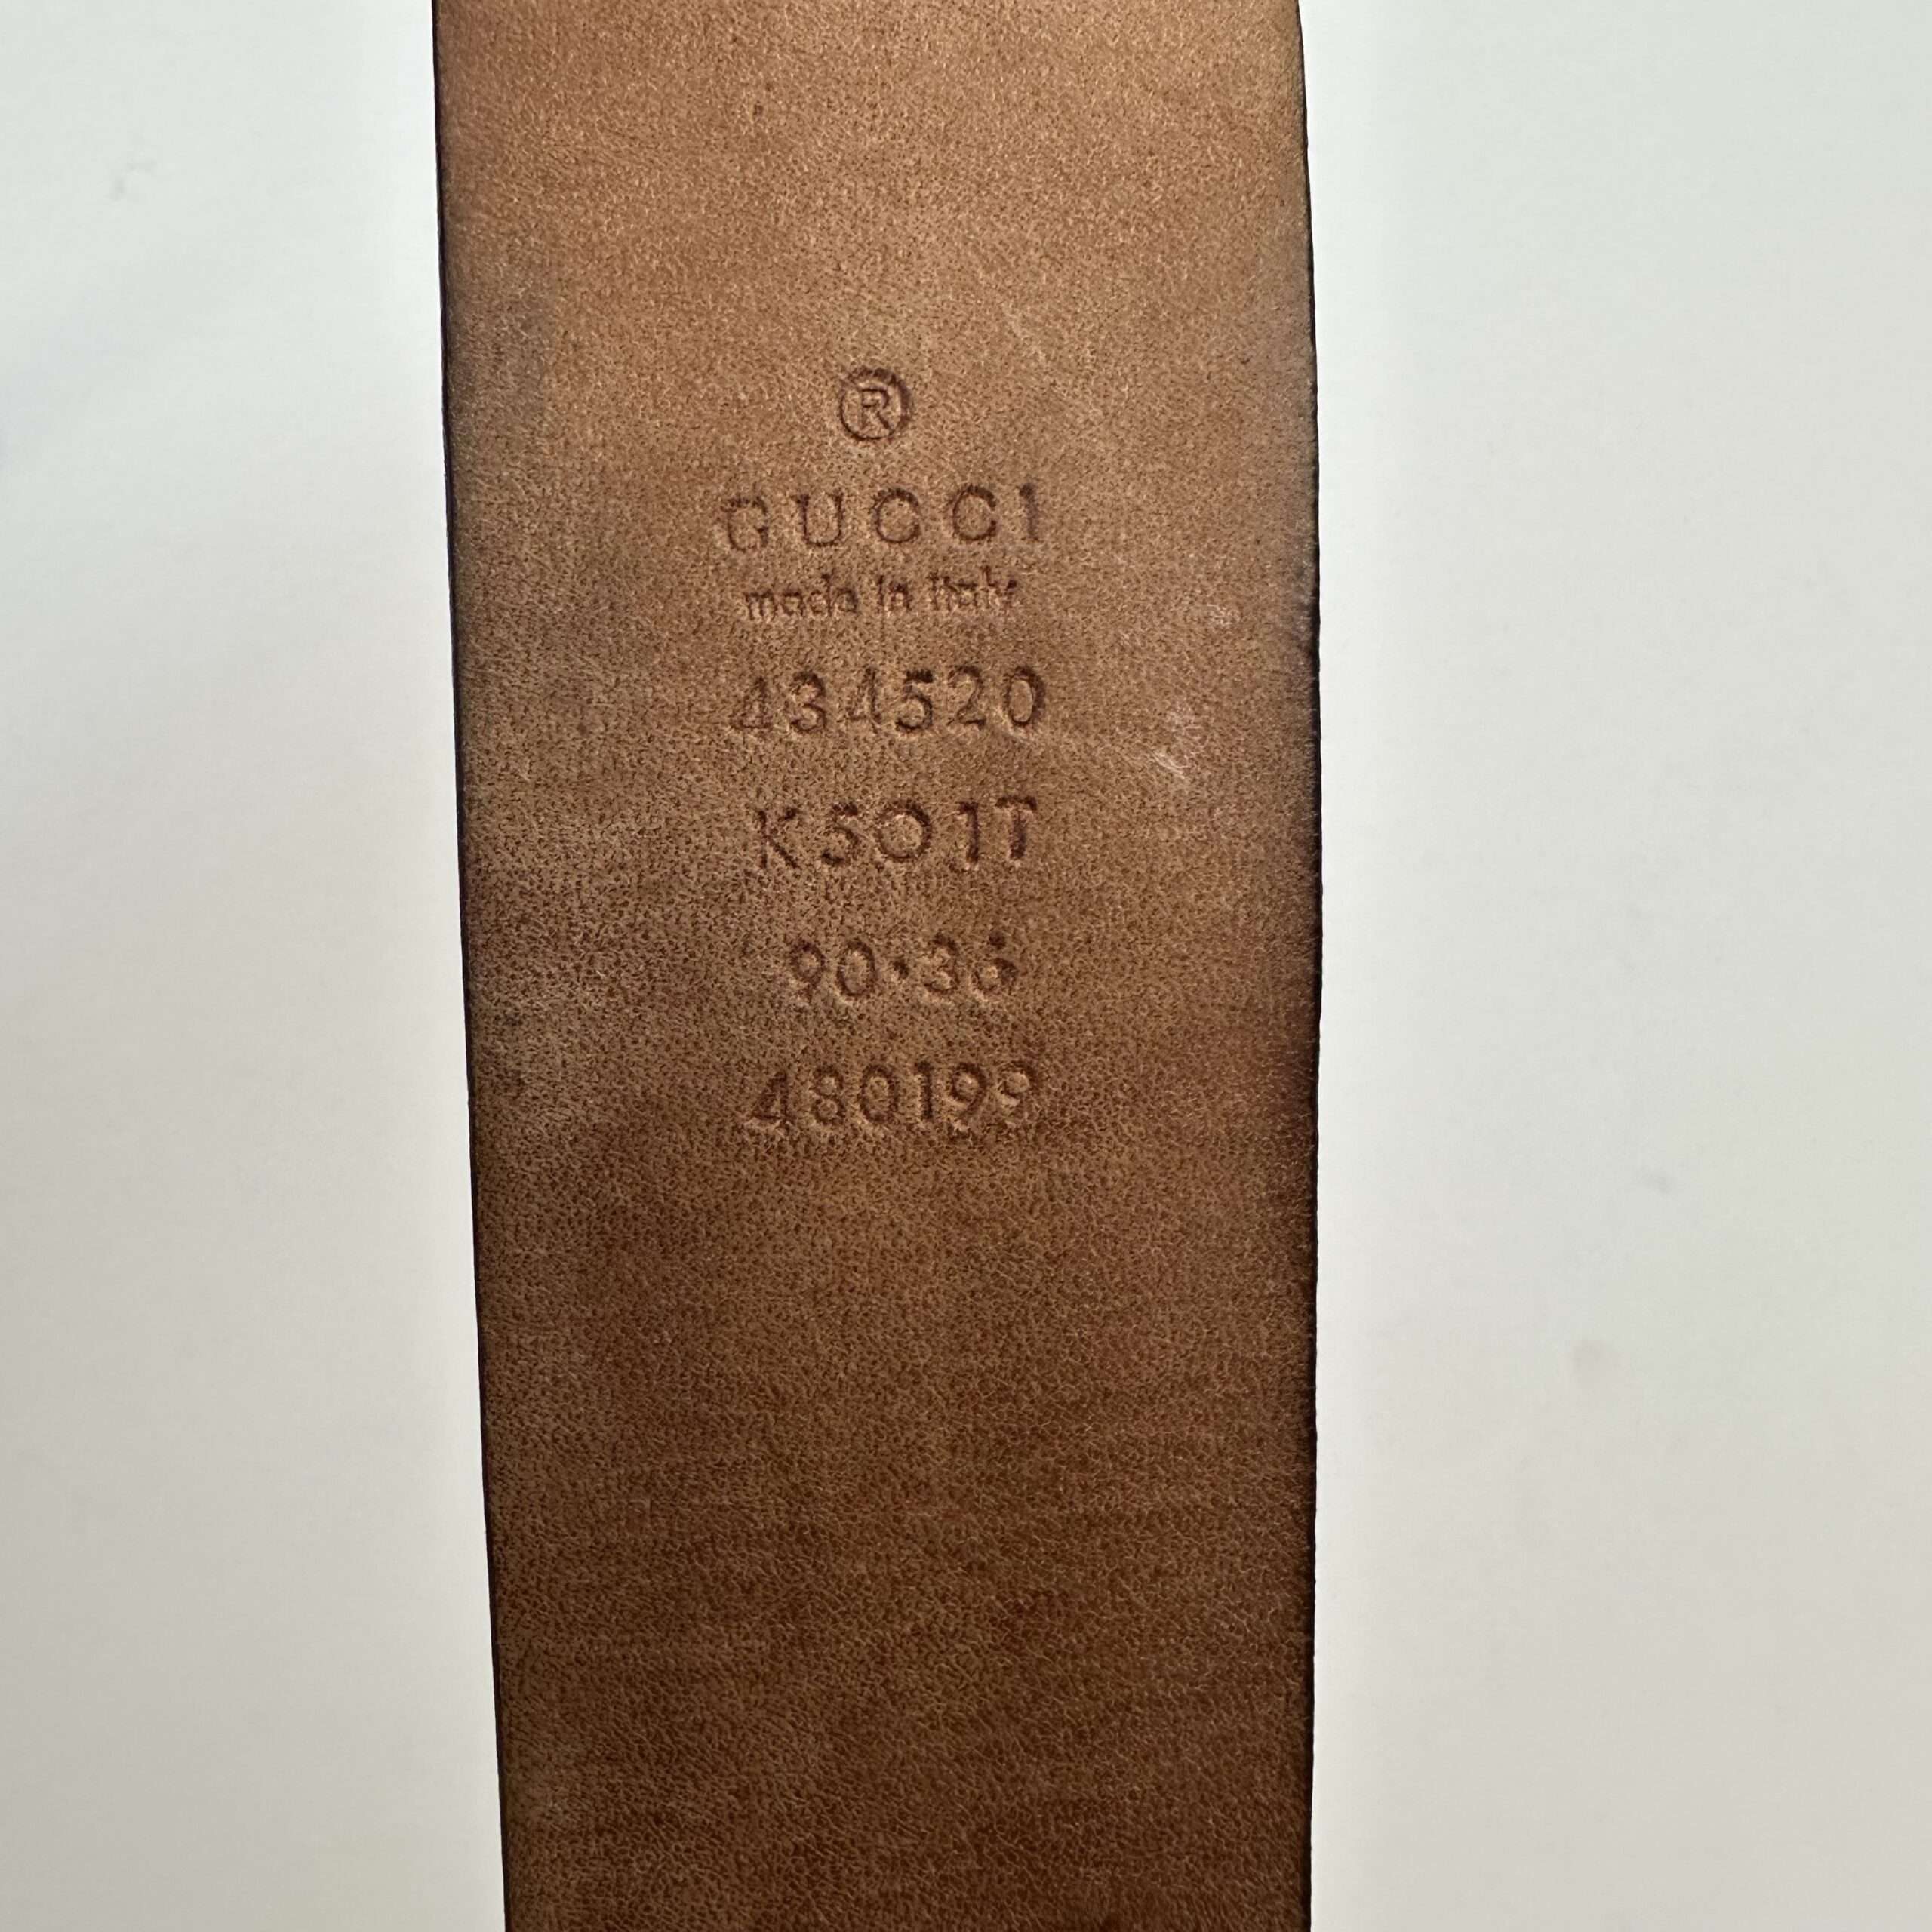 ®
GUCCI
made in italy
434520
K5O1T
90·36
480199